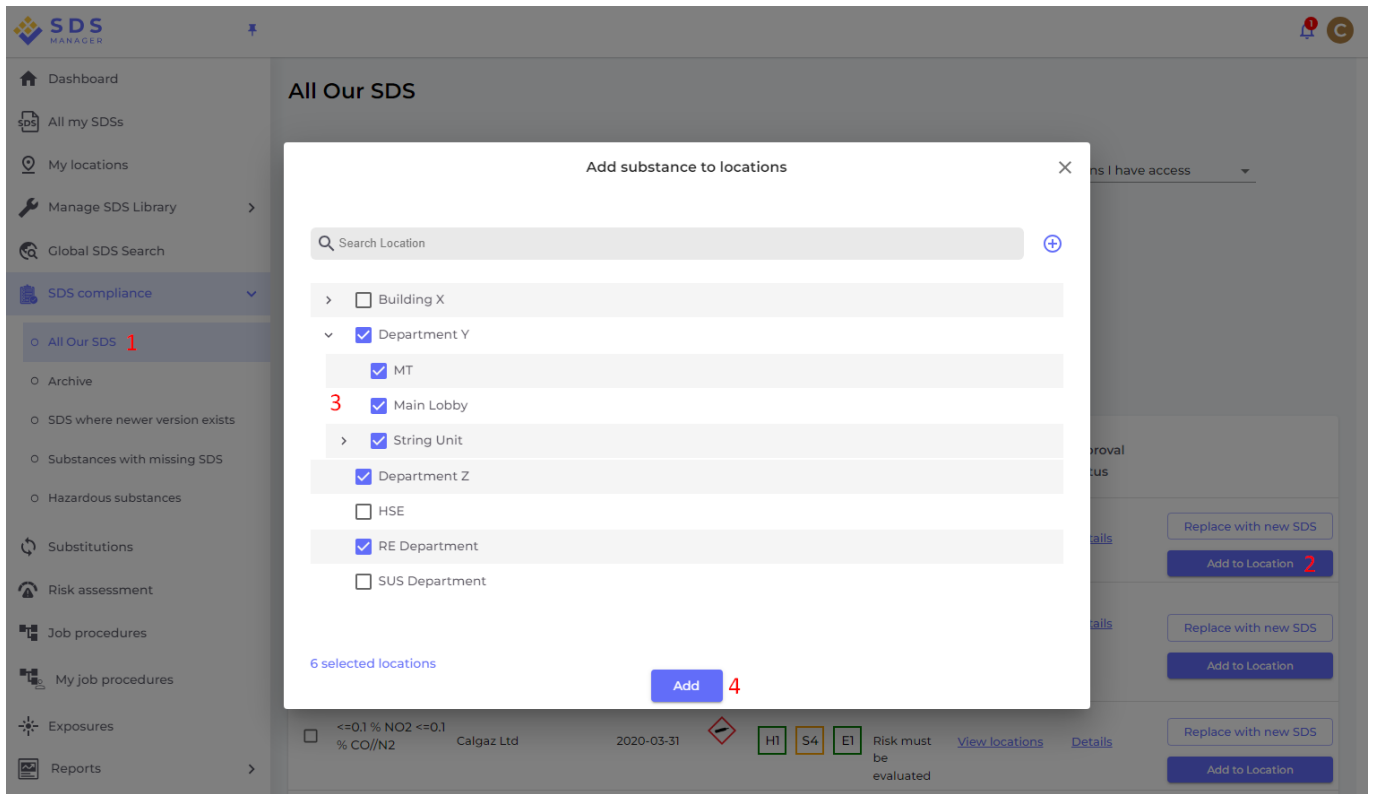 SDS
MANAGER
1
C
Dashboard
SDS
All my SDSs
My locations
Manage SDS Library
Global SDS Search
SDS compliance
All Our SDS 1
Archive
SDS where newer version exists
Substances with missing SDS
Hazardous substances
Substitutions
Risk assessment
Job procedures
My job procedures
Exposures
Reports
All Our SDS
ns I have access
Add substance to locations
Search Location
Building X
Department Y
MT
3 Main Lobby
String Unit
Department Z
HSE
RE Department
SUS Department
6 selected locations
Add 4
proval
tus
tails
Replace with new SDS
Add to Location 2
tails
Replace with new SDS
Add to Location
<=0.1 % NO2 <=0.1
% CO//N2
Calgaz Ltd
2020-03-31
H1 S4 E1
Risk must
be
evaluated
View locations
Details
Replace with new SDS
Add to Location